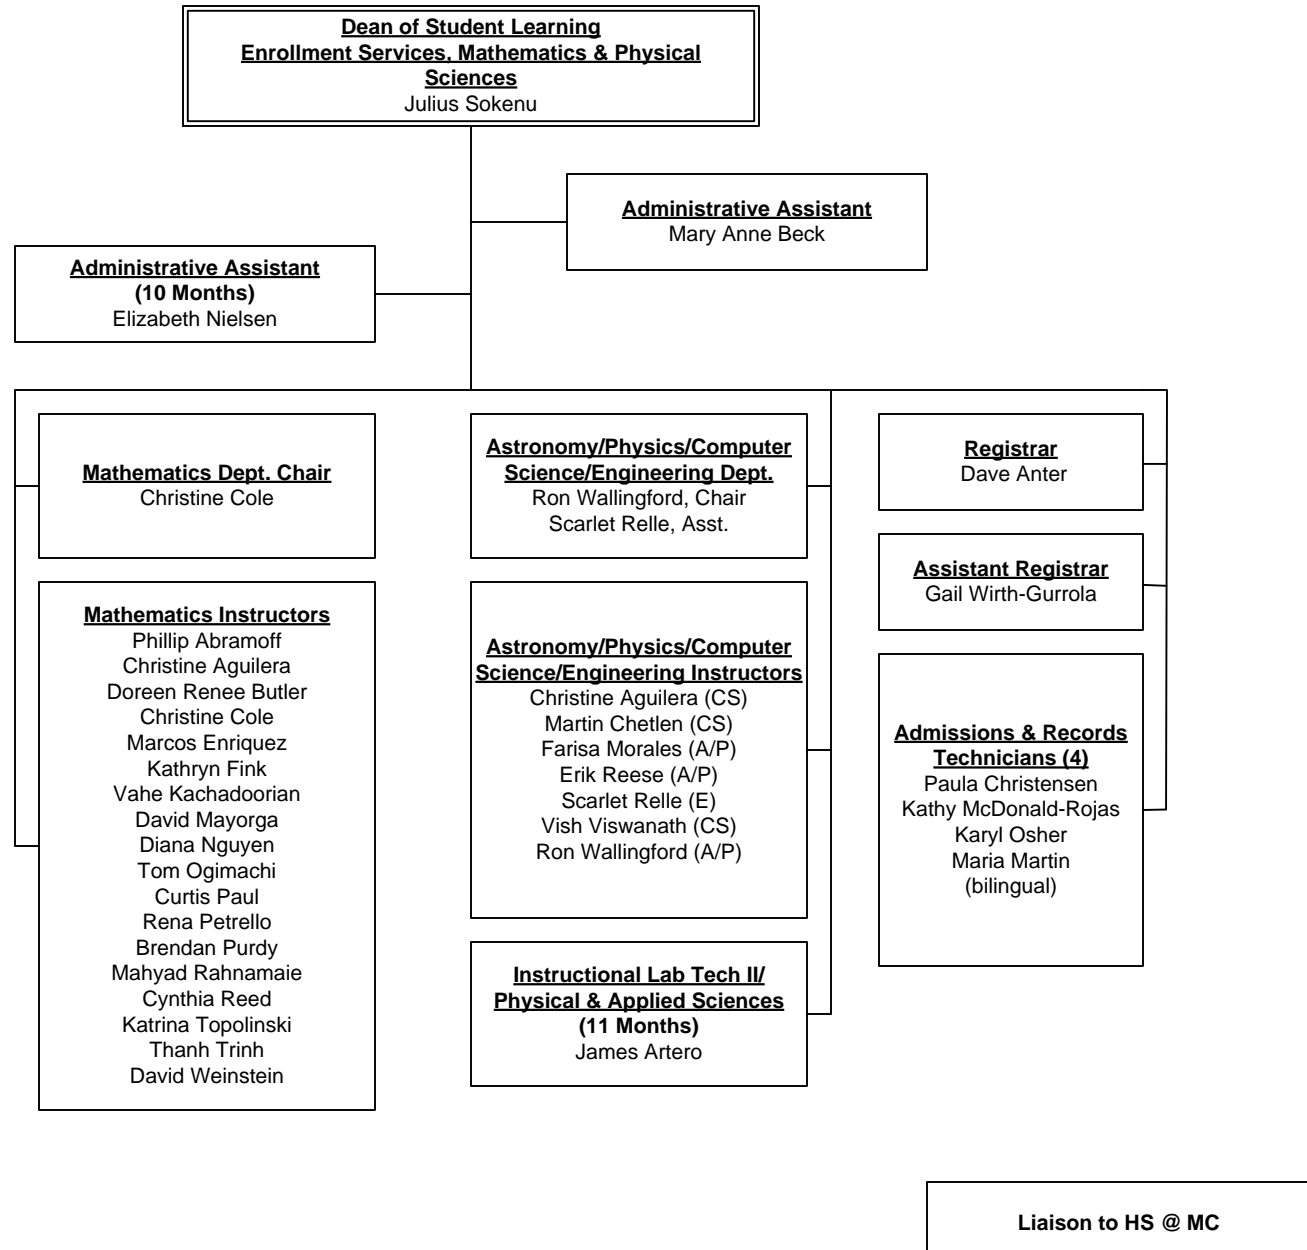 Dean of Student Learning
Enrollment Services, Mathematics & Physical
Sciences
Julius Sokenu
Administrative Assistant
Mary Anne Beck
Administrative Assistant
(10 Months)
Elizabeth Nielsen
Mathematics Dept. Chair
Christine Cole
Astronomy/Physics/Computer
Science/Engineering Dept.
Ron Wallingford, Chair
Scarlet Relle, Asst.
Registrar
Dave Anter
Assistant Registrar
Gail Wirth-Gurrola
Mathematics Instructors
Phillip Abramoff
Christine Aguilera
Doreen Renee Butler
Christine Cole
Marcos Enriquez
Kathryn Fink
Vahe Kachadoorian
David Mayorga
Diana Nguyen
Tom Ogimachi
Curtis Paul
Rena Petrello
Brendan Purdy
Mahyad Rahnamaie
Cynthia Reed
Katrina Topolinski
Thanh Trinh
David Weinstein
Astronomy/Physics/Computer
Science/Engineering Instructors
Christine Aguilera (CS)
Martin Chetlen (CS)
Farisa Morales (A/P)
Erik Reese (A/P)
Scarlet Relle (E)
Vish Viswanath (CS)
Ron Wallingford (A/P)
Admissions & Records
Technicians (4)
Paula Christensen
Kathy McDonald-Rojas
Karyl Osher
Maria Martin
(bilingual)
Instructional Lab Tech II/
Physical & Applied Sciences
(11 Months)
James Artero
Liaison to HS @ MC